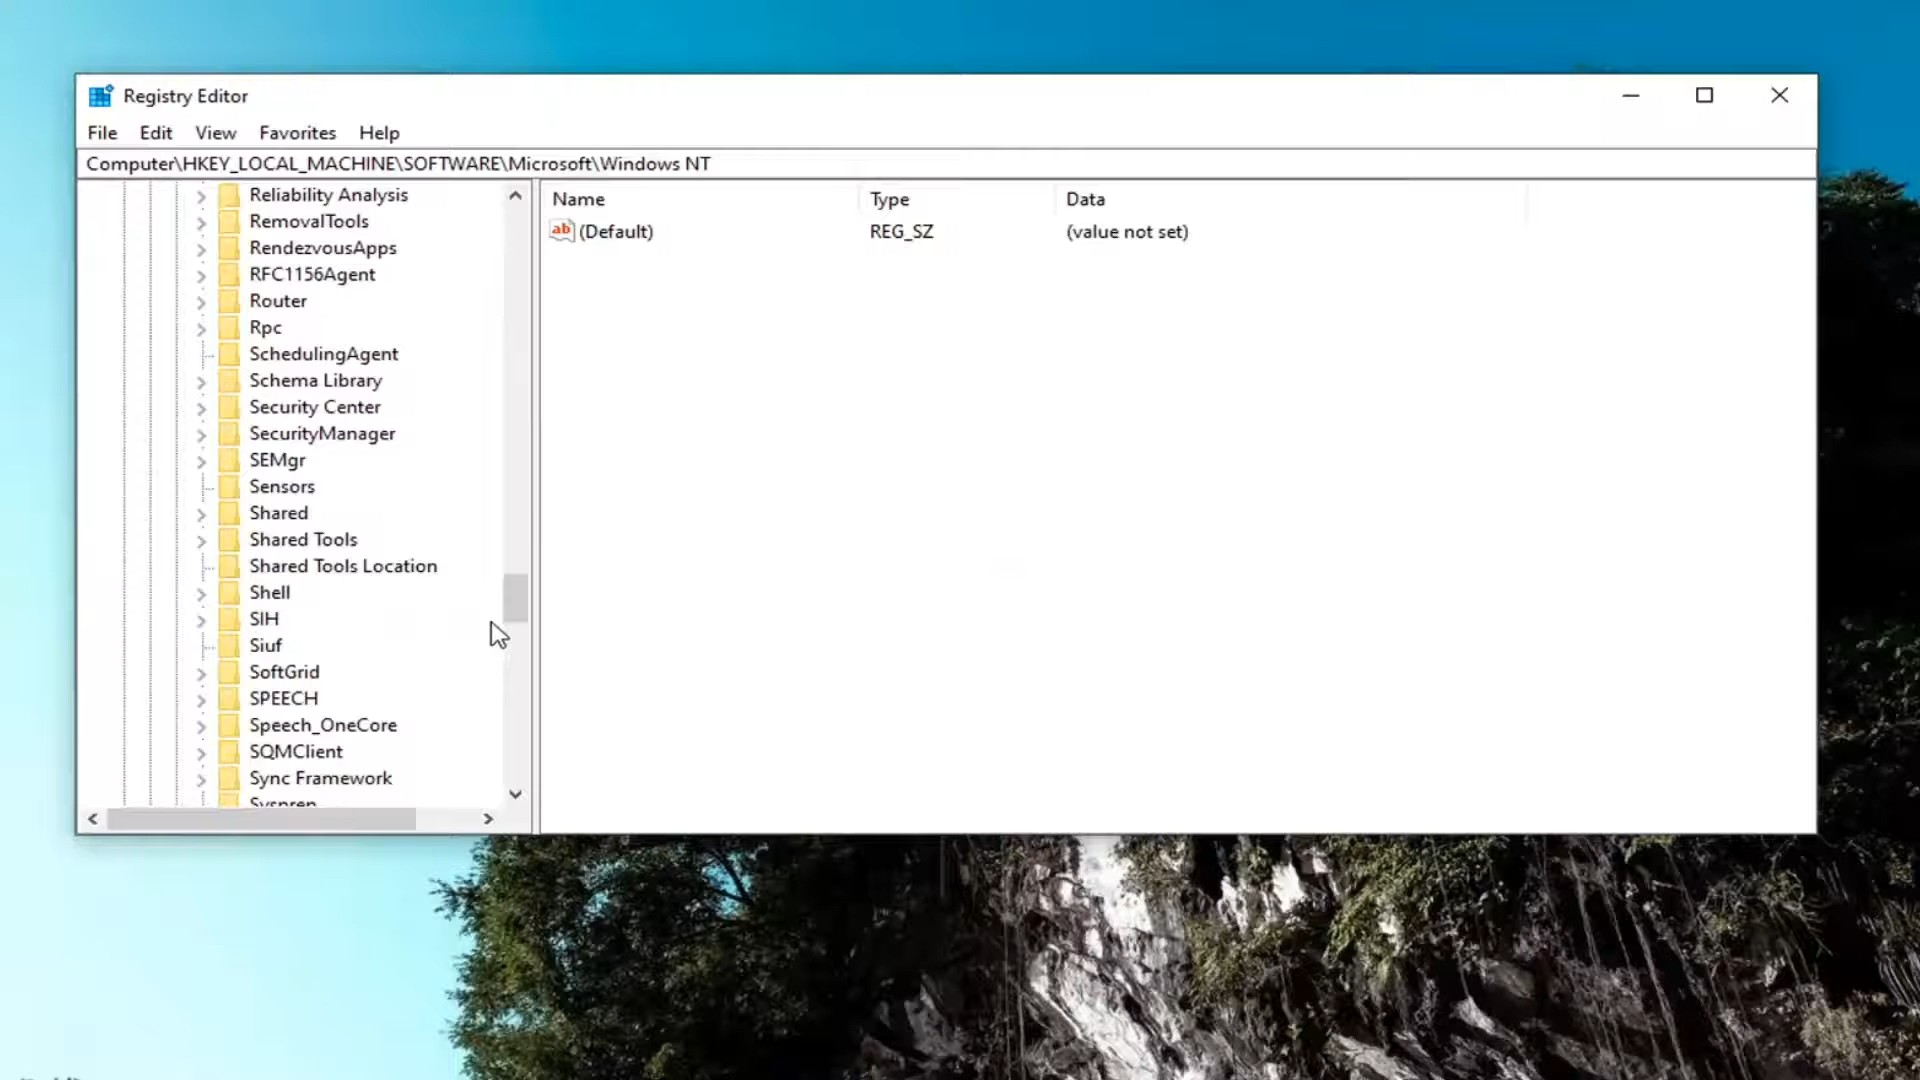 Registry Editor
File Edit View Favorites Help
Computer\HKEY_LOCAL_MACHINE\SOFTWARE\Microsoft\Windows NT
Reliability Analysis
RemovalTools
RendezvousApps
RFC1156Agent
Router
Rpc
SchedulingAgent
Schema Library
Security Center
SecurityManager
SEMgr
Sensors
Shared
Shared Tools
Shared Tools Location
Shell
SIH
Siuf
SoftGrid
SPEECH
Speech_OneCore
SQMClient
Sync Framework
Sysprep
Name Type Data
ab (Default) REG_SZ (value not set)